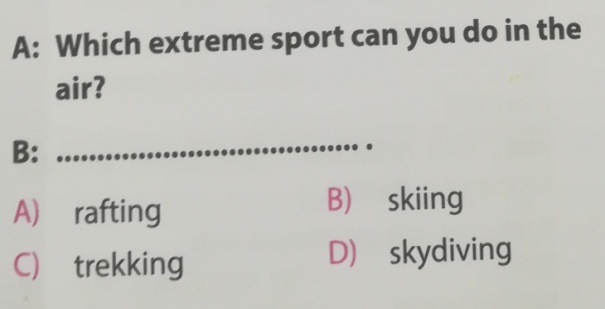 A: Which extreme sport can you do in the
air?
B: ..................................... .
A) rafting B) skiing
C) trekking D) skydiving